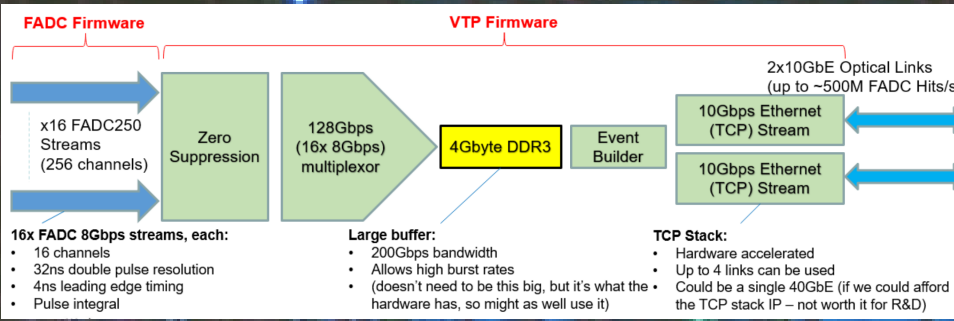 FADC Firmware
VTP Firmware
2x10GbE Optical Links
(up to ~500M FADC Hits/s
x16 FADC250
Streams
(256 channels)
Zero
Suppression
128Gbps
(16x 8Gbps)
multiplexor
4Gbyte DDR3
Event
Builder
10Gbps Ethernet
(TCP) Stream
10Gbps Ethernet
(TCP) Stream
16x FADC 8Gbps streams, each:
• 16 channels
• 32ns double pulse resolution
• 4ns leading edge timing
• Pulse integral
Large buffer:
• 200Gbps bandwidth
• Allows high burst rates
• (doesn't need to be this big, but it's what the
hardware has, so might as well use it)
TCP Stack:
• Hardware accelerated
• Up to 4 links can be used
• Could be a single 40GbE (if we could afford
the TCP stack IP – not worth it for R&D)